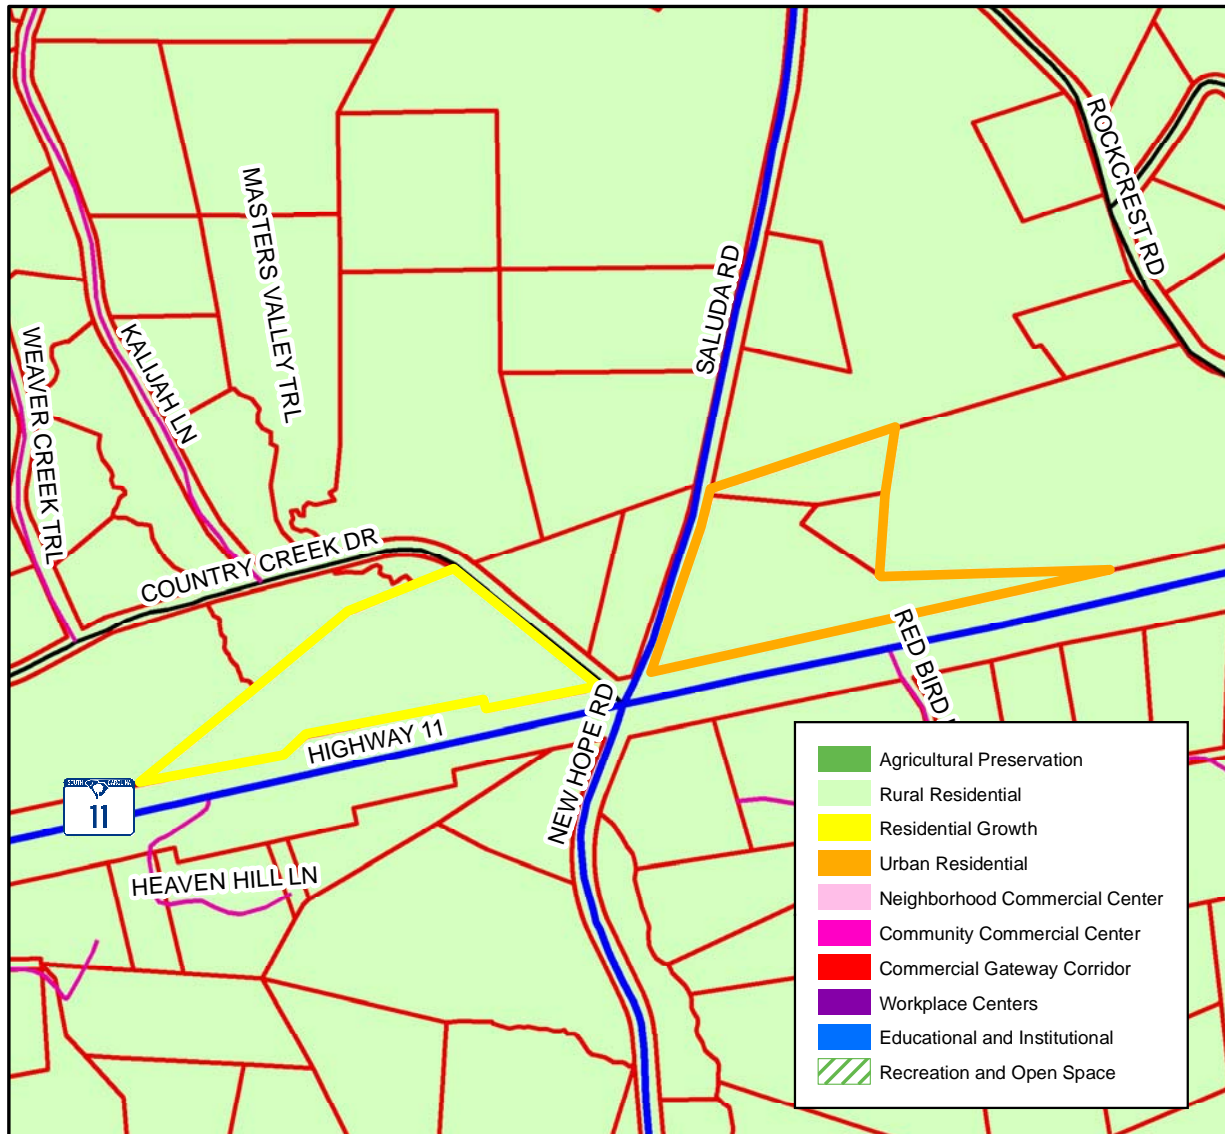 ROCKCREST RD
MASTERS VALLEY TRL
SALUDA RD
KALIJAH LN
WEAVER CREEK TRL
COUNTRY CREEK DR
RED BIRD
HIGHWAY 11
NEW HOPE RD
SOUTH CAROLINA
11
HEAVEN HILL LN
Agricultural Preservation
Rural Residential
Residential Growth
Urban Residential
Neighborhood Commercial Center
Community Commercial Center
Commercial Gateway Corridor
Workplace Centers
Educational and Institutional
Recreation and Open Space